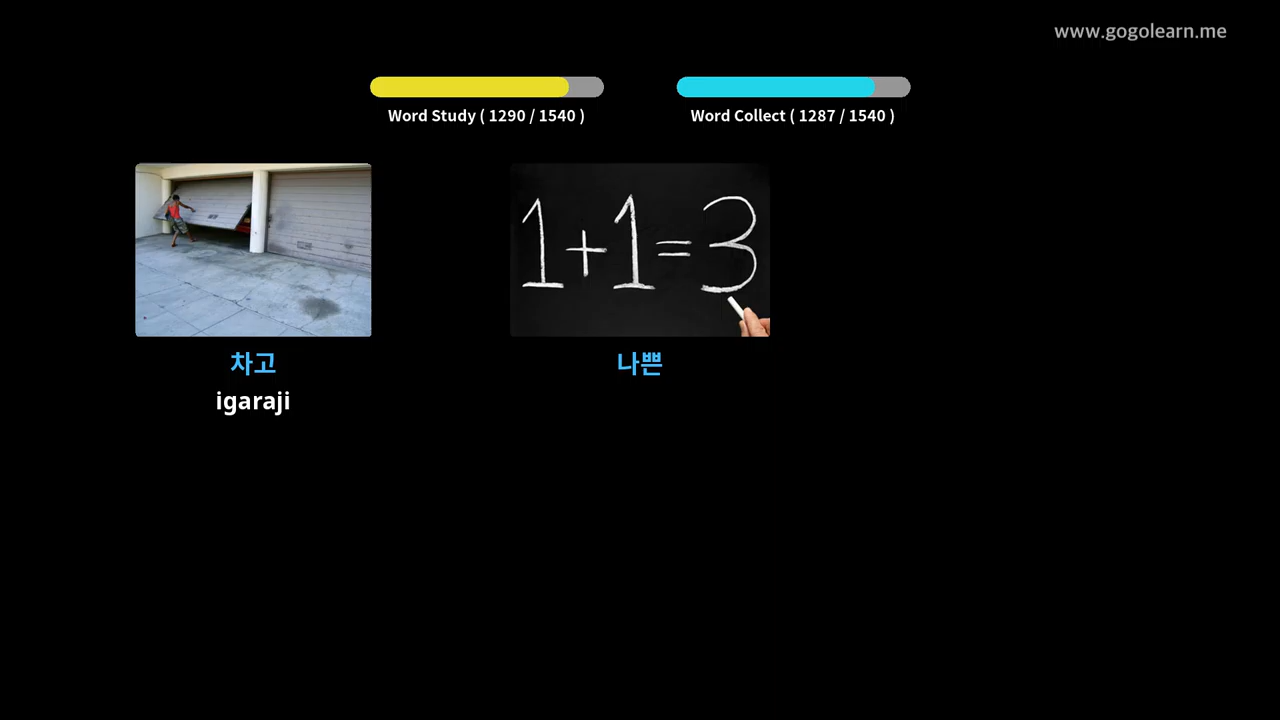 www.gogolearn.me
Word Study ( 1290 / 1540 )
Word Collect ( 1287 / 1540 )
1+1=3
차고
나쁜
igaraji